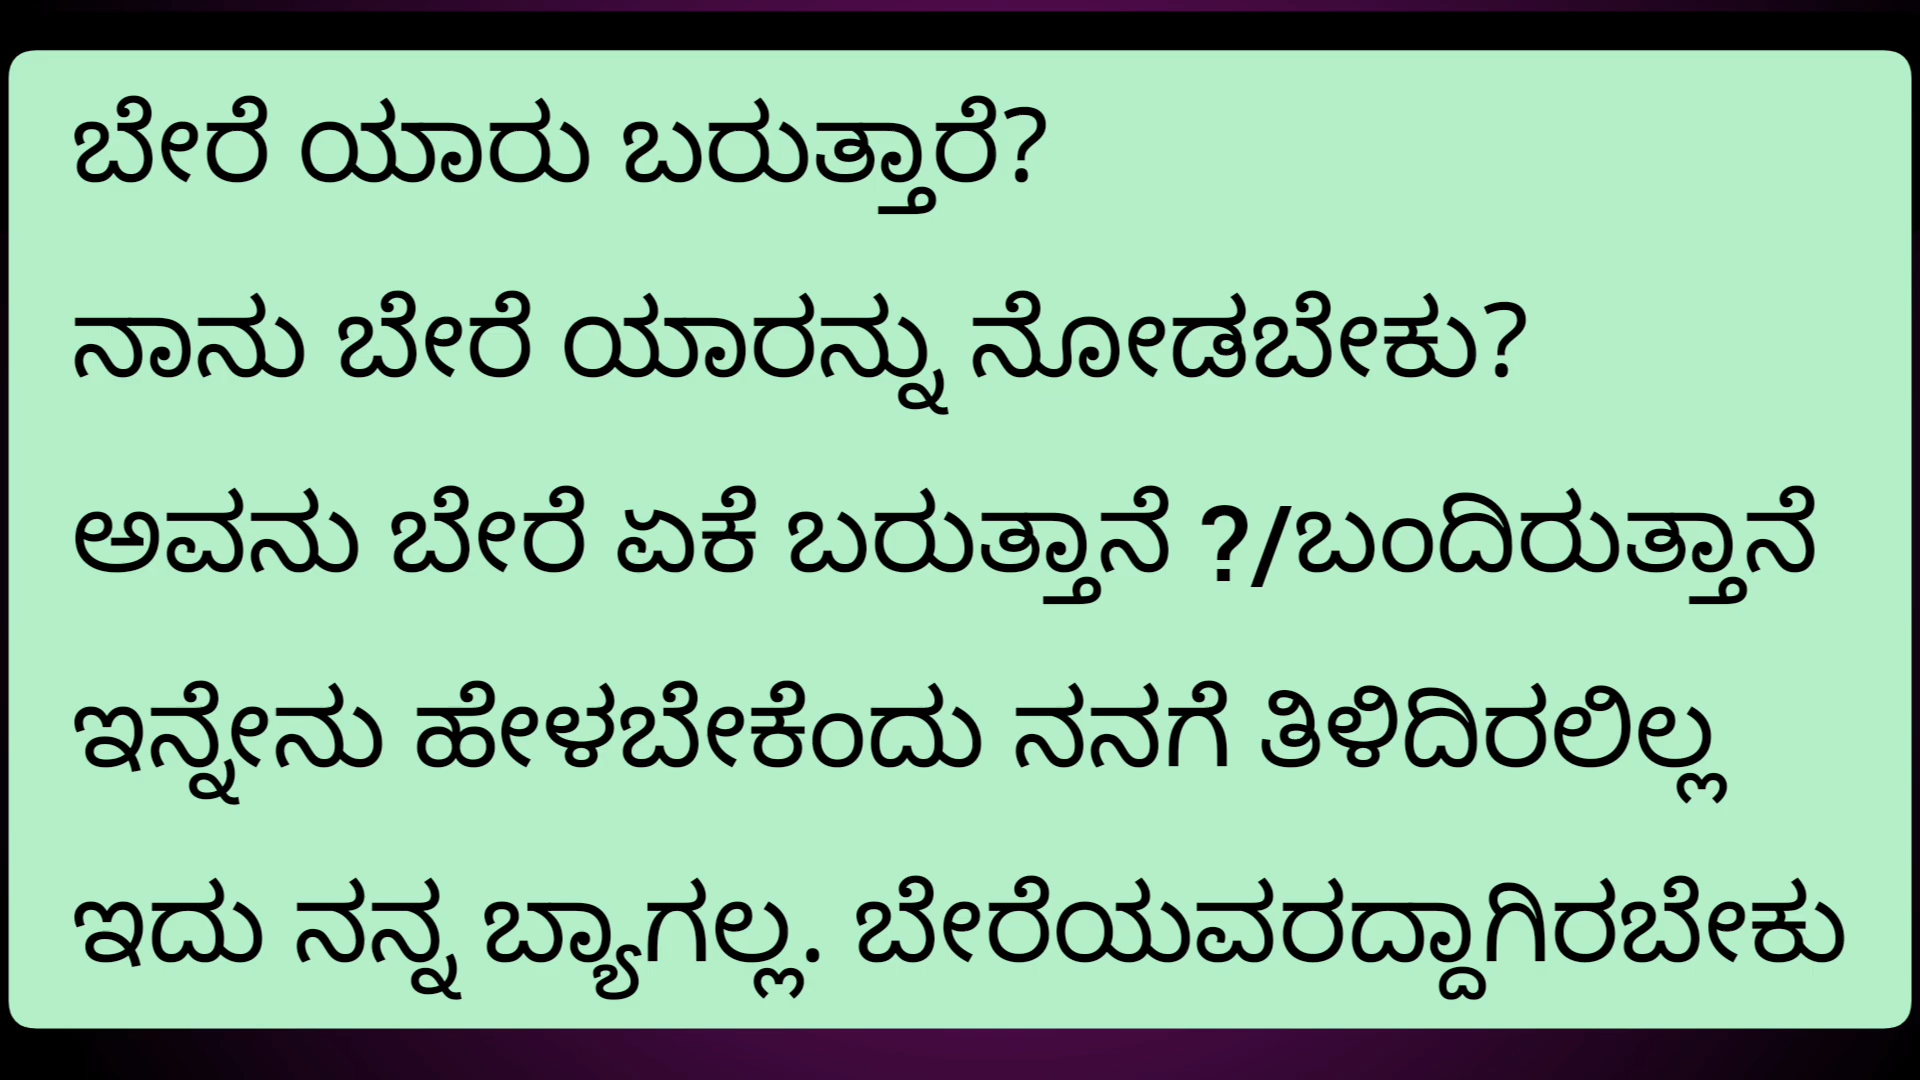 ಬೇರೆ ಯಾರು ಬರುತ್ತಾರೆ?
ನಾನು ಬೇರೆ ಯಾರನ್ನು ನೋಡಬೇಕು?
ಅವನು ಬೇರೆ ಏಕೆ ಬರುತ್ತಾನೆ ?/ಬಂದಿರುತ್ತಾನೆ
ಇನ್ನೇನು ಹೇಳಬೇಕೆಂದು ನನಗೆ ತಿಳಿದಿರಲಿಲ್ಲ
ಇದು ನನ್ನ ಬ್ಯಾಗಲ್ಲ. ಬೇರೆಯವರದ್ದಾಗಿರಬೇಕು